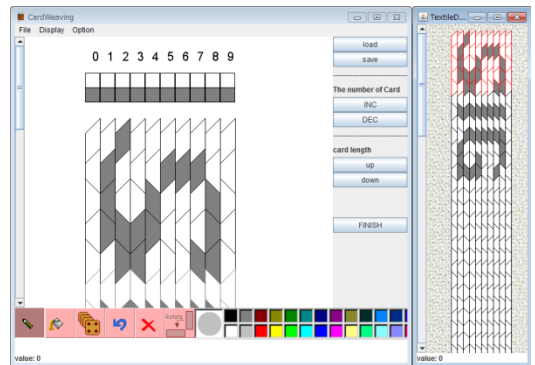 CardWeaving
File Display Option
0 1 2 3 4 5 6 7 8 9
load
save
The number of Card
INC
DEC
card length
up
down
FINISH
value: 0
TextileD...
value: 0